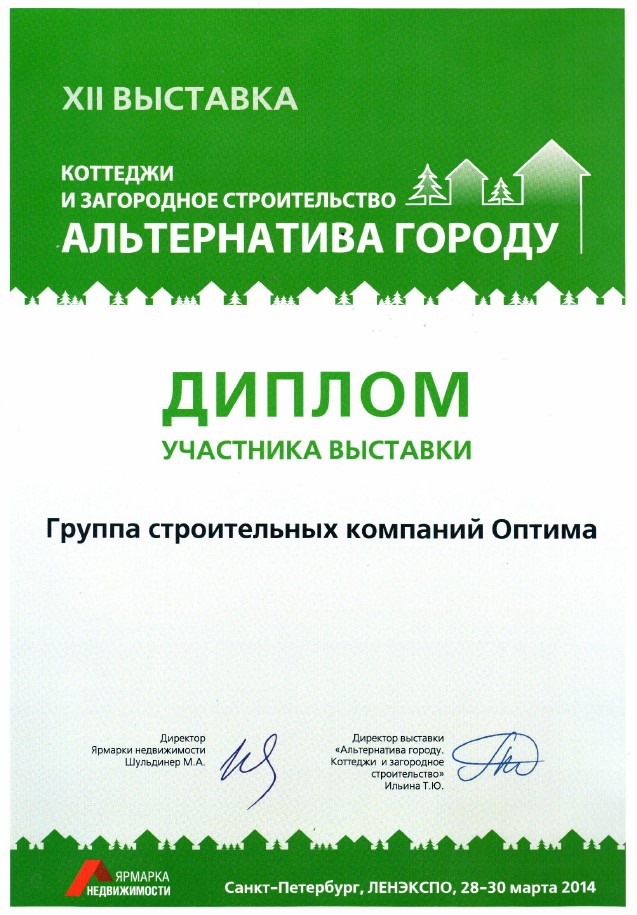 XII ВЫСТАВКА
КОТТЕДЖИ
И ЗАГОРОДНОЕ СТРОИТЕЛЬСТВО
АЛЬТЕРНАТИВА ГОРОДУ
ДИПЛОМ
УЧАСТНИКА ВЫСТАВКИ
Группа строительных компаний Оптима
Директор
Ярмарки недвижимости
Шульдинер М.А.
Директор выставки
«Альтернатива городу.
Коттеджи и загородное
строительство»
Ильина Т.Ю.
ЯРМАРКА
НЕДВИЖИМОСТИ
Санкт-Петербург, ЛЕНЭКСПО, 28-30 марта 2014